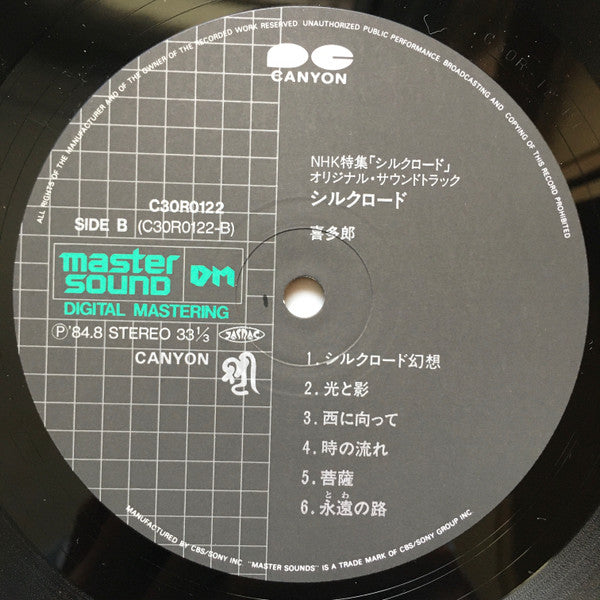 ALL RIGHTS OF THE MANUFACTURER AND OF THE OWNER OF THE RECORDED WORK RESERVED. UNAUTHORIZED PUBLIC PERFORMANCE, BROADCASTING AND COPYING OF THIS RECORD PROHIBITED
CANYON
NHK特集「シルクロード」
オリジナル・サウンドトラック
シルクロード
喜多郎
C30R0122
SIDE B (C30R0122-B)
master sound DM
DIGITAL MASTERING
Ⓟ'84.8 STEREO 33 1/3 JASRAC
CANYON
1. シルクロード幻想
2. 光と影
3. 西に向って
4. 時の流れ
5. 菩薩
とわ
6. 永遠の路
MANUFACTURED BY CBS/SONY INC "MASTER SOUNDS" IS A TRADE MARK OF CBS/SONY GROUP INC